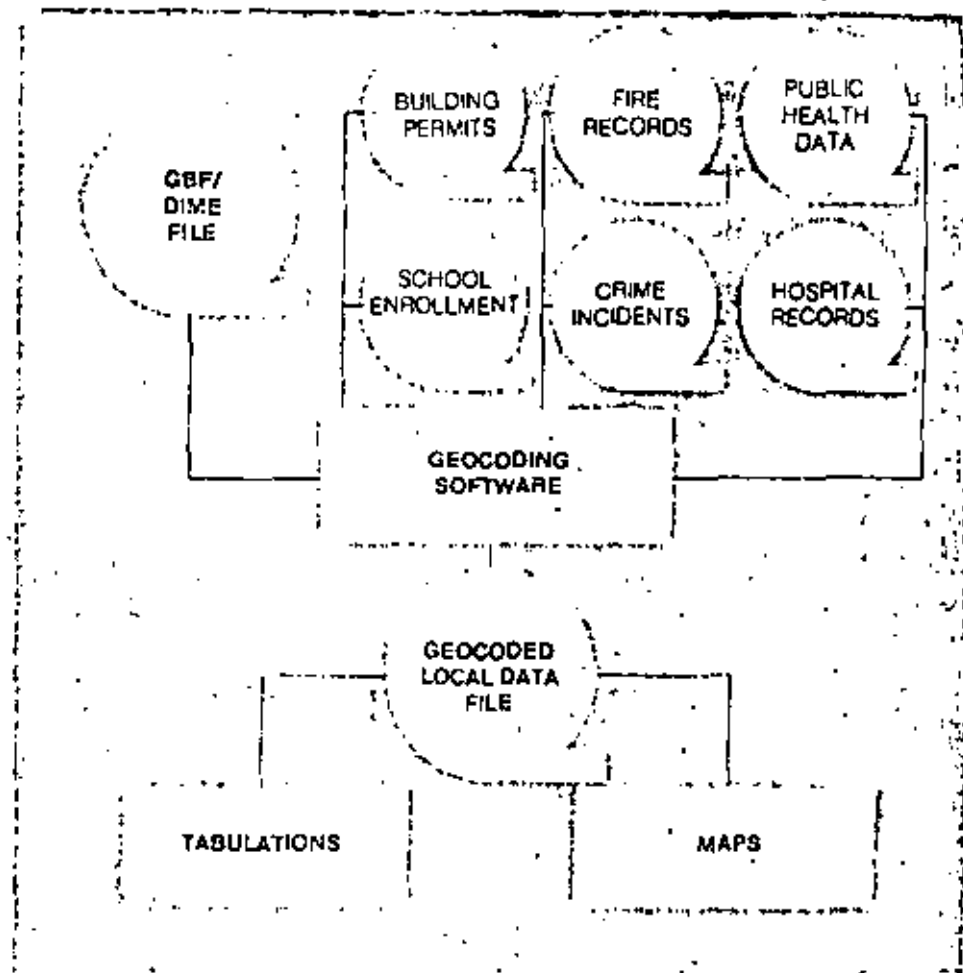 BUILDING
PERMITS
FIRE
RECORDS
PUBLIC
HEALTH
DATA
GBF/
DIME
FILE
SCHOOL
ENROLLMENT
CRIME
INCIDENTS
HOSPITAL
RECORDS
GEOCODING
SOFTWARE
GEOCODED
LOCAL DATA
FILE
TABULATIONS
MAPS